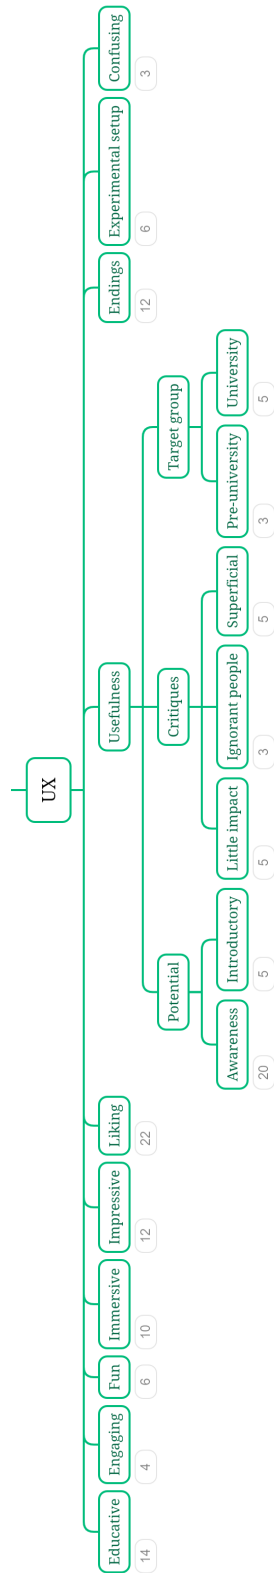 UX
Educative
14
Engaging
4
Fun
6
Immersive
10
Impressive
12
Liking
22
Usefulness
Potential
Awareness
20
Introductory
5
Critiques
Little impact
5
Ignorant people
3
Superficial
5
Target group
Pre-university
3
University
5
Endings
12
Experimental setup
6
Confusing
3